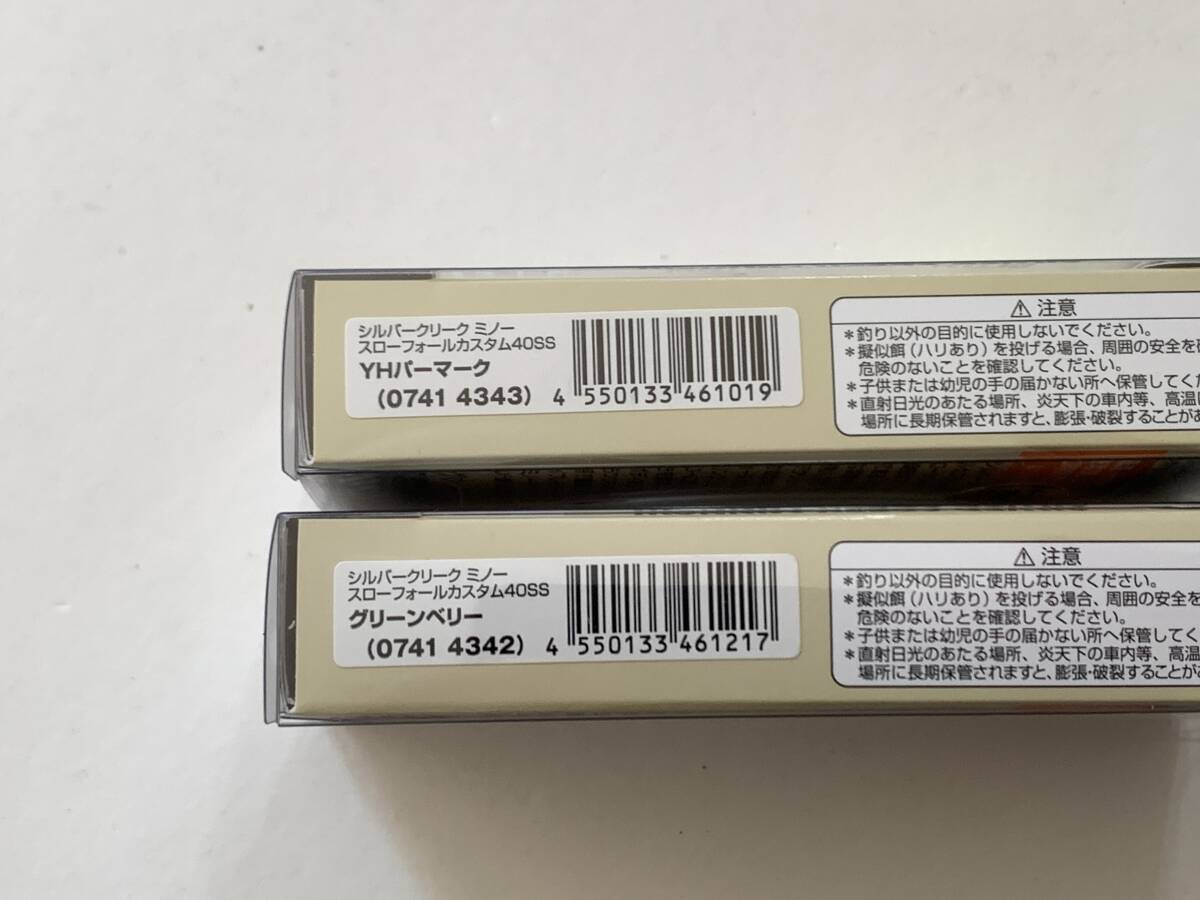 シルバークリーク ミノー
スローフォールカスタム40SS
YHパーマーク
(0741 4343)
4 550133 461019
⚠ 注意
*釣り以外の目的に使用しないでください。
*擬似餌(ハリあり)を投げる場合、周囲の安全を確
危険のないことを確認してください。
*子供または幼児の手の届かない所へ保管してくだ
*直射日光のあたる場所、炎天下の車内等、高温に
場所に長期保管されますと、膨張・破裂することがあ
シルバークリーク ミノー
スローフォールカスタム40SS
グリーンベリー
(0741 4342)
4 550133 461217
⚠ 注意
*釣り以外の目的に使用しないでください。
*擬似餌(ハリあり)を投げる場合、周囲の安全を
危険のないことを確認してください。
*子供または幼児の手の届かない所へ保管してく
*直射日光のあたる場所、炎天下の車内等、高温
場所に長期保管されますと、膨張・破裂することが